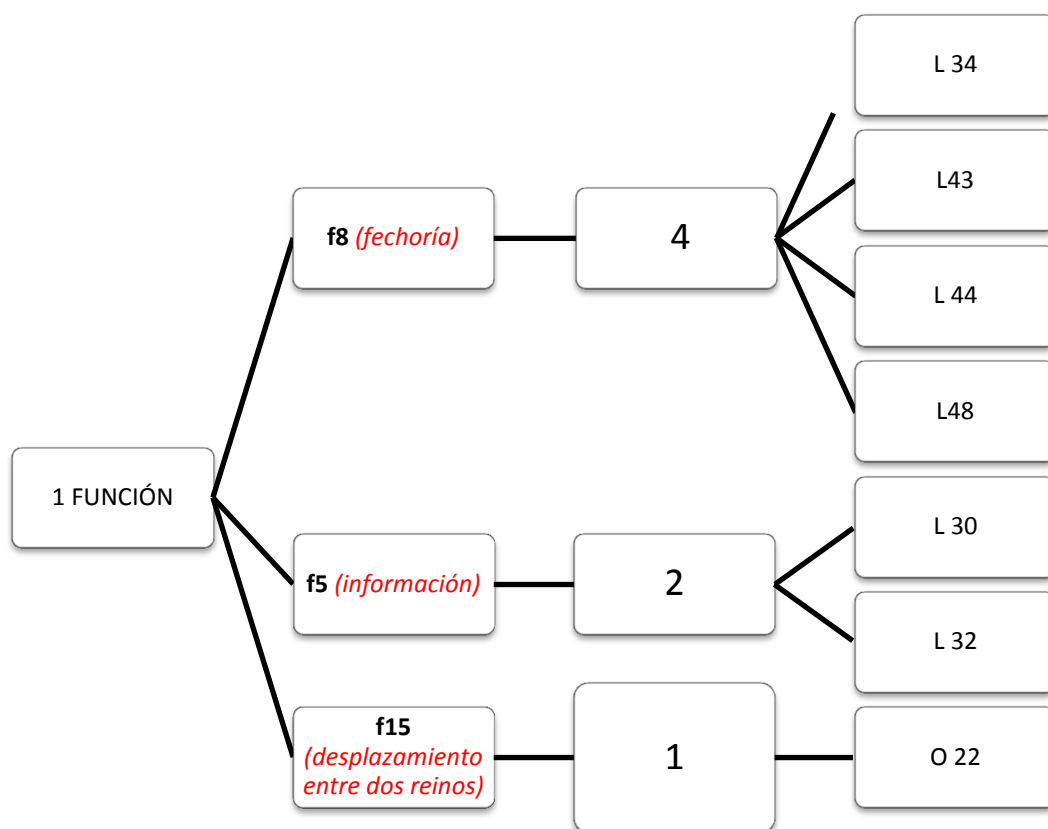 L 34
L43
f8 (fechoría)
4
L 44
L48
1 FUNCIÓN
L 30
f5 (información)
2
L 32
f15
(desplazamiento
entre dos reinos)
1
O 22